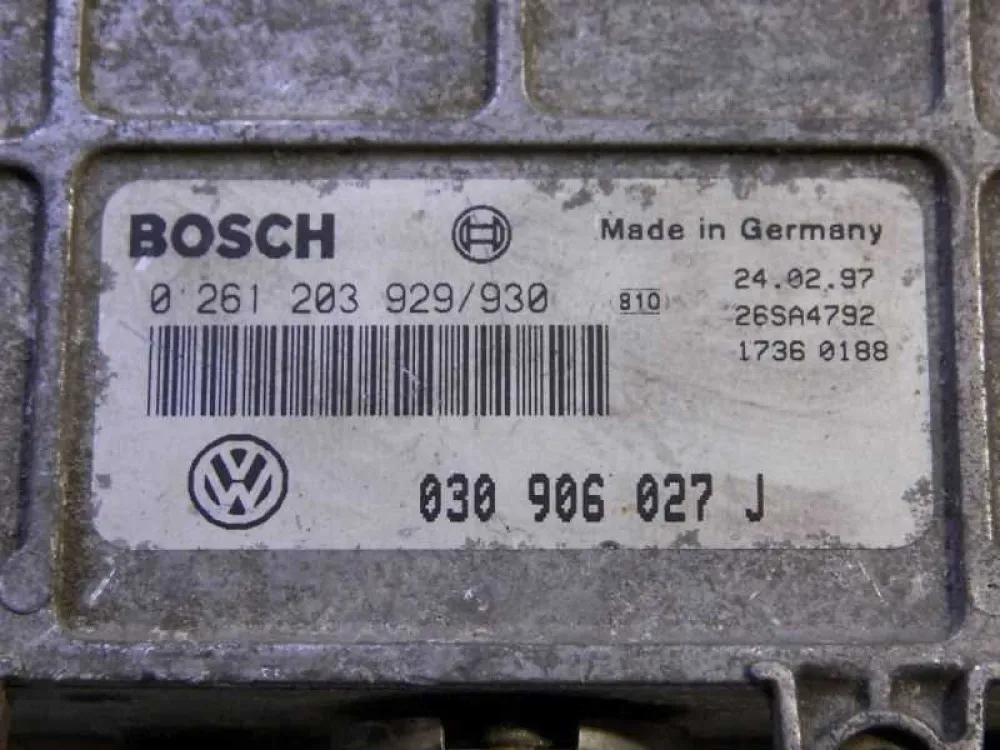 BOSCH
Made in Germany
0 261 203 929/930
810
24.02.97
26SA4792
1736 0188
030 906 027 J